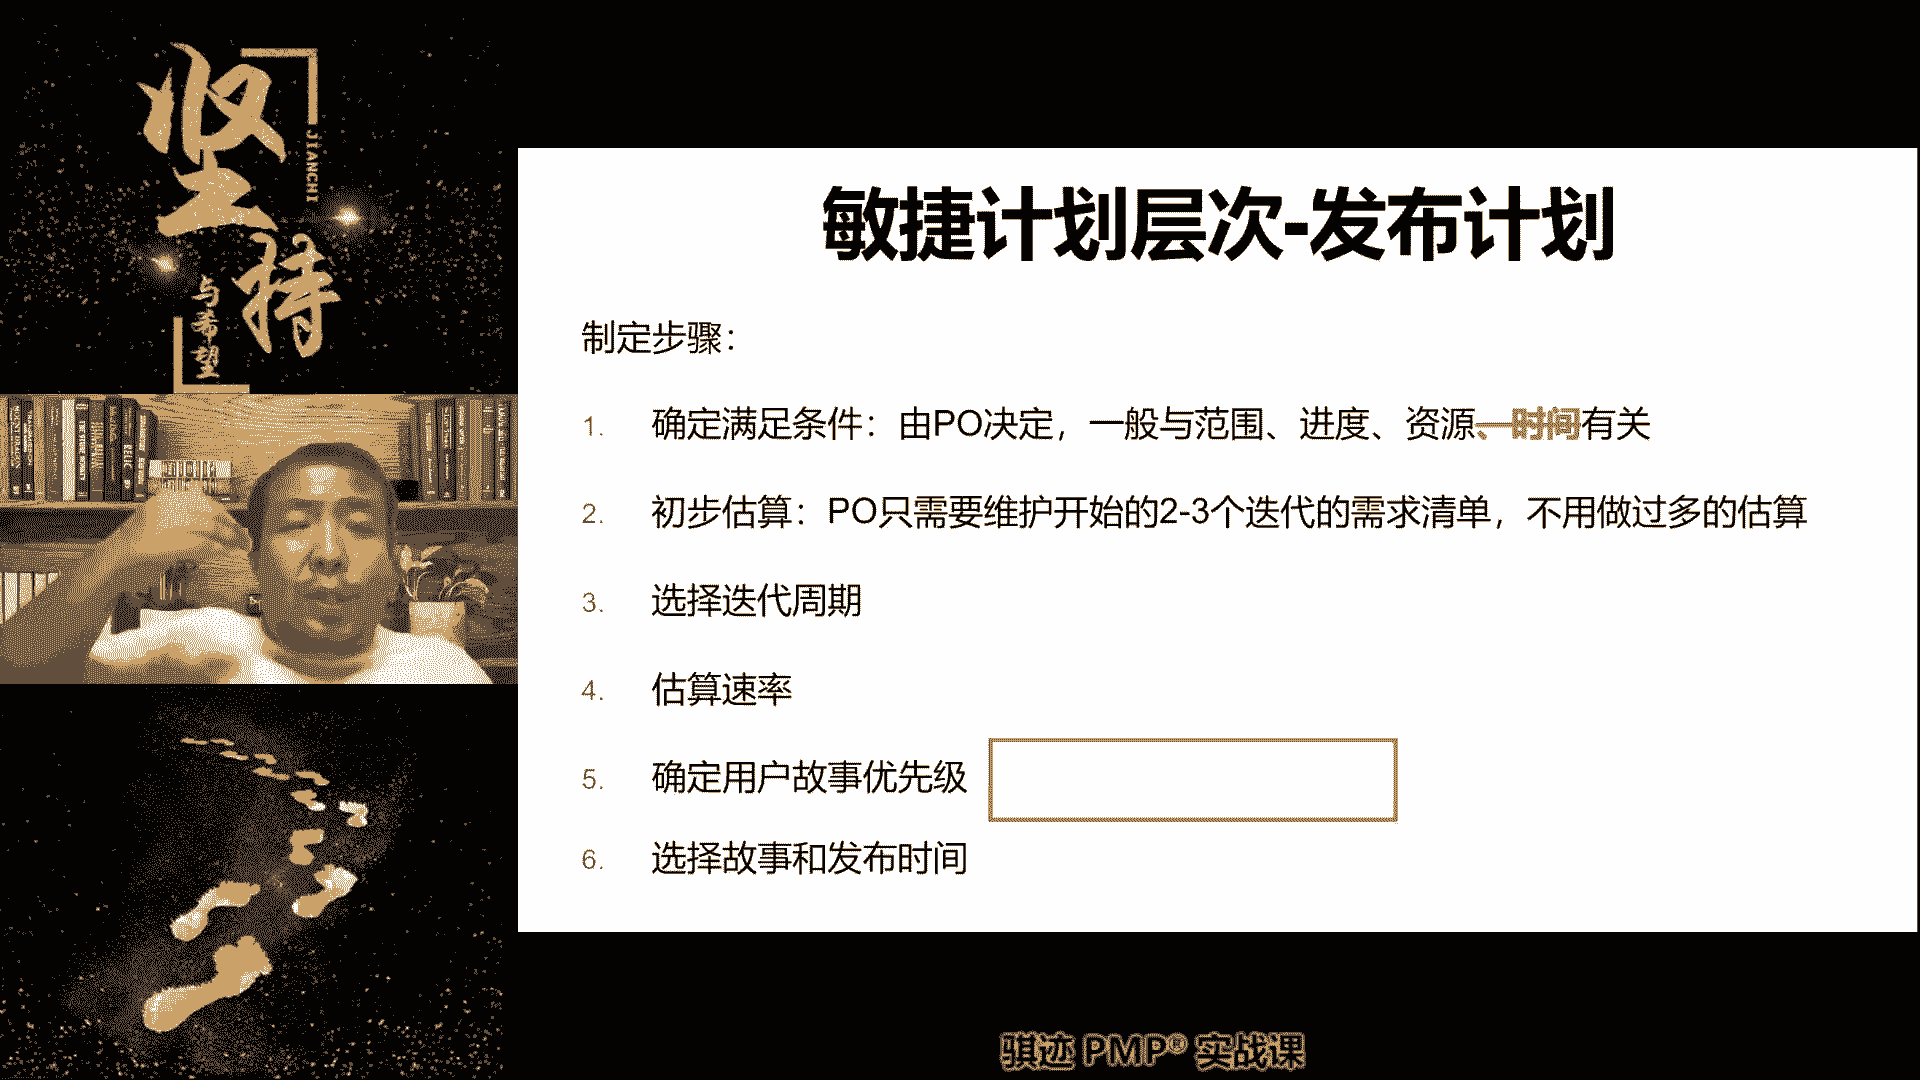 坚持
JIANCHI
与希望
敏捷计划层次-发布计划
制定步骤：
1. 确定满足条件：由PO决定，一般与范围、进度、资源、时间有关
2. 初步估算：PO只需要维护开始的2-3个迭代的需求清单，不用做过多的估算
3. 选择迭代周期
4. 估算速率
5. 确定用户故事优先级
6. 选择故事和发布时间
骐迹 PMP® 实战课